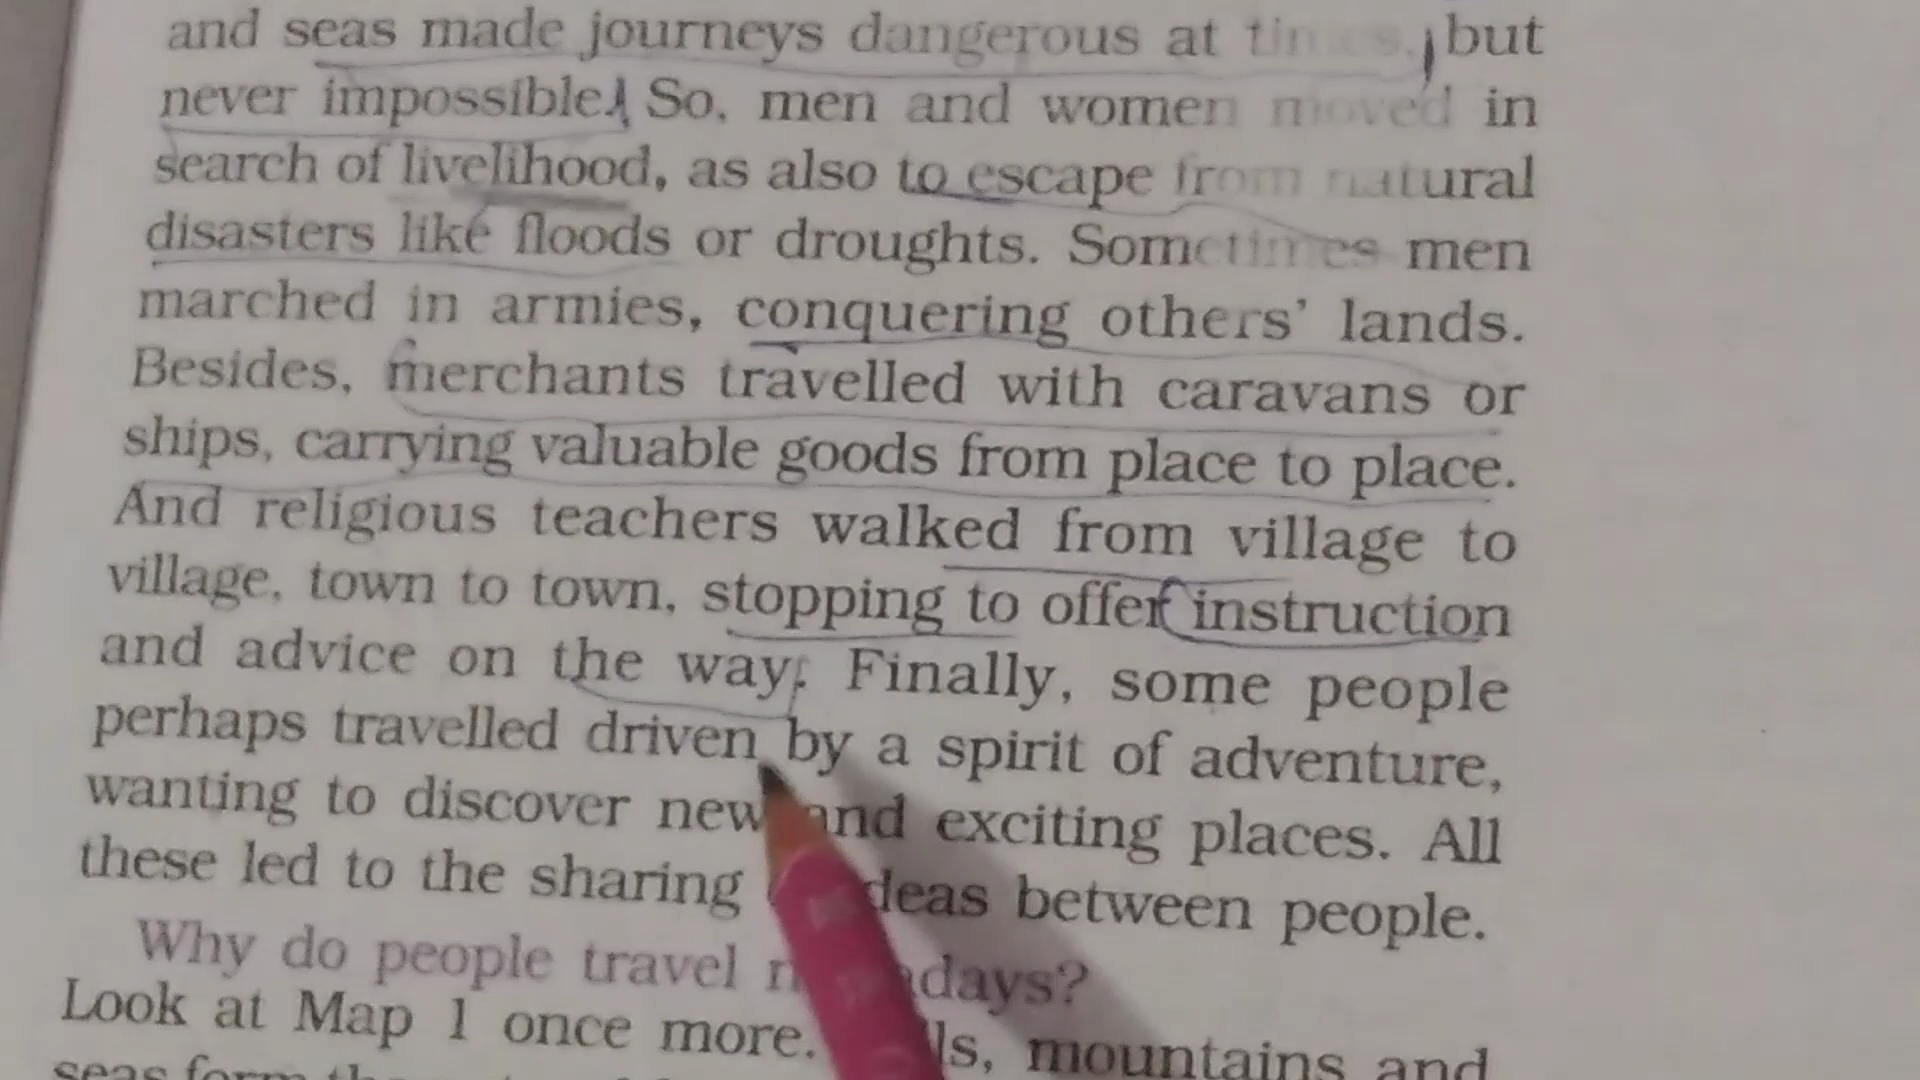 and seas made journeys dangerous at times, but
never impossible. So, men and women moved in
search of livelihood, as also to escape from natural
disasters like floods or droughts. Sometimes men
marched in armies, conquering others' lands.
Besides, merchants travelled with caravans or
ships, carrying valuable goods from place to place.
And religious teachers walked from village to
village, town to town, stopping to offer instruction
and advice on the way. Finally, some people
perhaps travelled driven by a spirit of adventure,
wanting to discover new and exciting places. All
these led to the sharing ideas between people.
Why do people travel
Look at Map 1 once more. mountains and
seas form